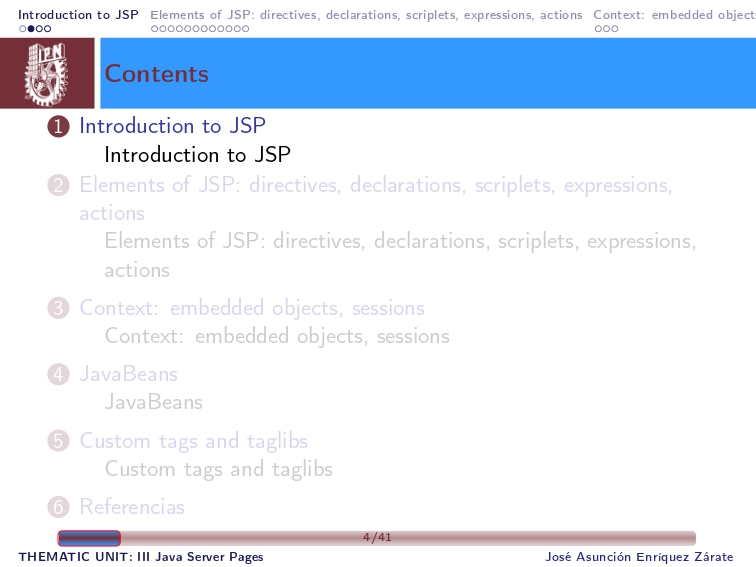 Introduction to JSP Elements of JSP: directives, declarations, scriplets, expressions, actions Context: embedded objects
IPN
Contents
1 Introduction to JSP
Introduction to JSP
2 Elements of JSP: directives, declarations, scriplets, expressions,
actions
Elements of JSP: directives, declarations, scriplets, expressions,
actions
3 Context: embedded objects, sessions
Context: embedded objects, sessions
4 JavaBeans
JavaBeans
5 Custom tags and taglibs
Custom tags and taglibs
6 Referencias
4/41
THEMATIC UNIT: III Java Server Pages José Asunción Enríquez Zárate